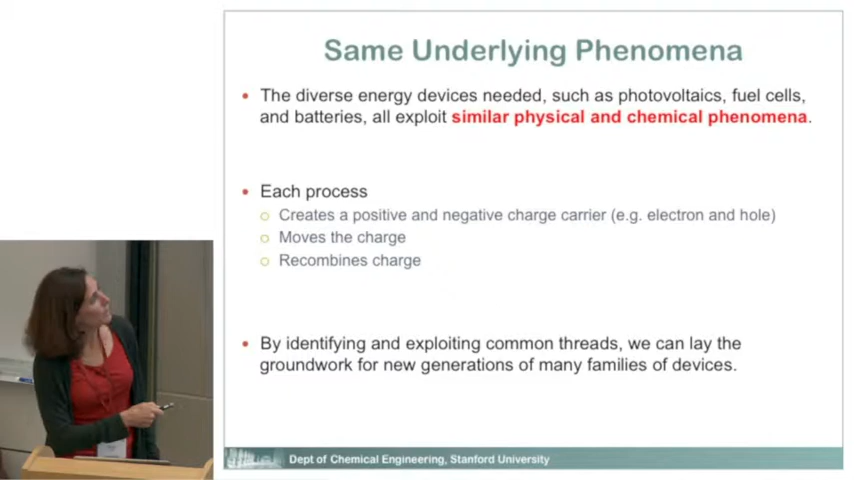 Same Underlying Phenomena
• The diverse energy devices needed, such as photovoltaics, fuel cells,
and batteries, all exploit similar physical and chemical phenomena.
• Each process
○ Creates a positive and negative charge carrier (e.g. electron and hole)
○ Moves the charge
○ Recombines charge
• By identifying and exploiting common threads, we can lay the
groundwork for new generations of many families of devices.
Dept of Chemical Engineering, Stanford University